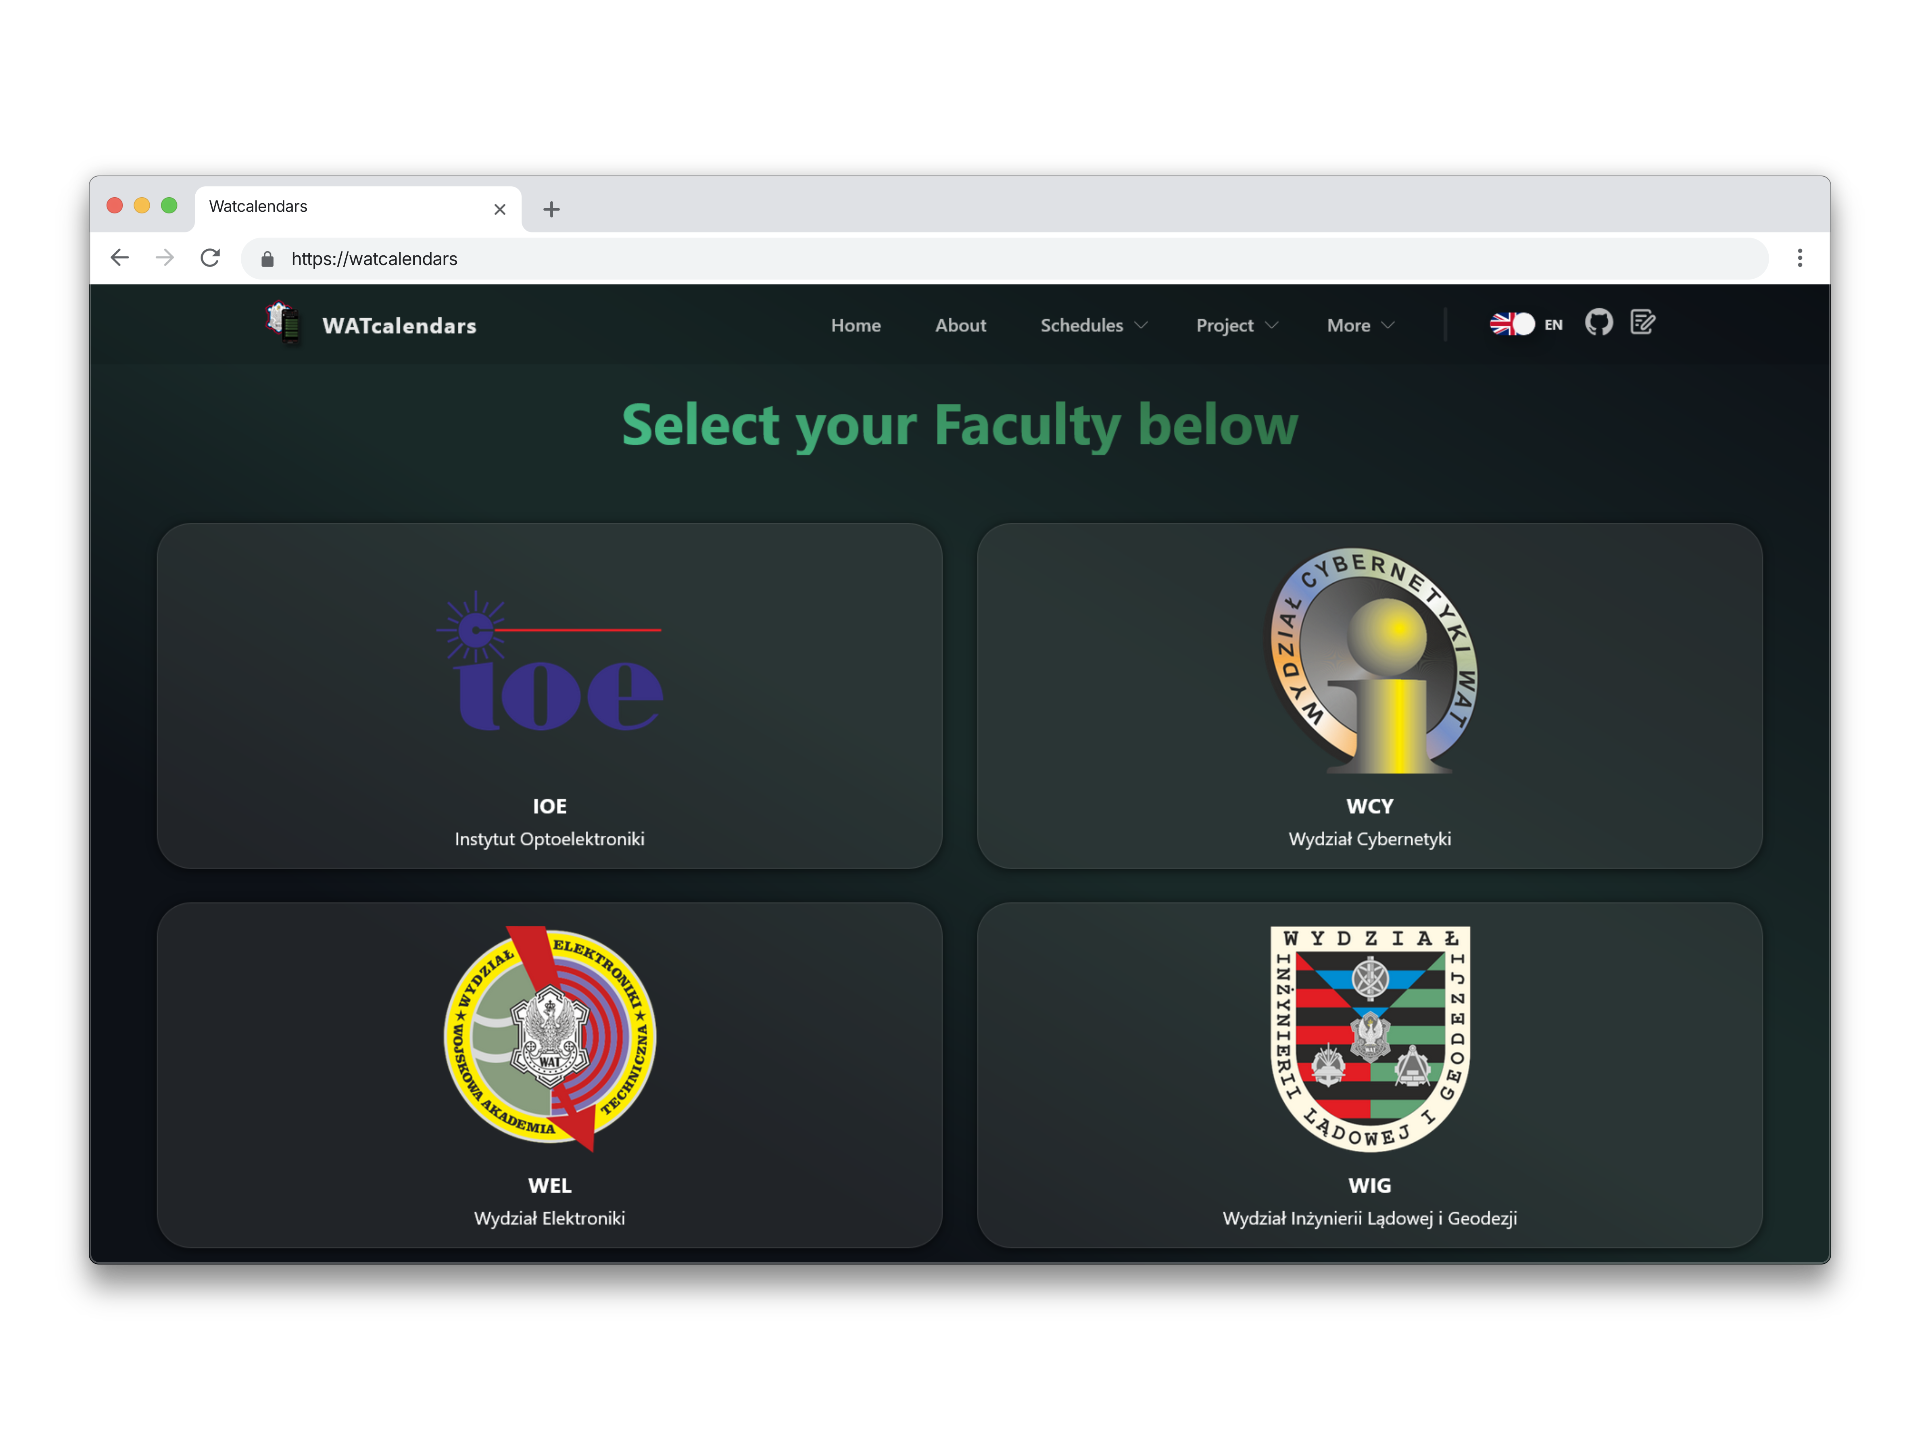 Watcalendars
https://watcalendars
WATcalendars
Home
About
Schedules
Project
More
EN
Select your Faculty below
ioe
IOE
Instytut Optoelektroniki
WYDZIAŁ CYBERNETYKI WAT
i
WCY
Wydział Cybernetyki
WYDZIAŁ ELEKTRONIKI
WOJSKOWA AKADEMIA TECHNICZNA
WAT
WEL
Wydział Elektroniki
WYDZIAŁ
INŻYNIERII LĄDOWEJ I GEODEZJI
WAT
WIG
Wydział Inżynierii Lądowej i Geodezji